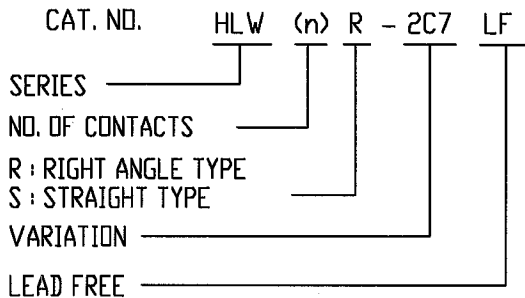 CAT. NO. HLW (n) R - 2C7 LF
SERIES
NO. OF CONTACTS
R : RIGHT ANGLE TYPE
S : STRAIGHT TYPE
VARIATION
LEAD FREE